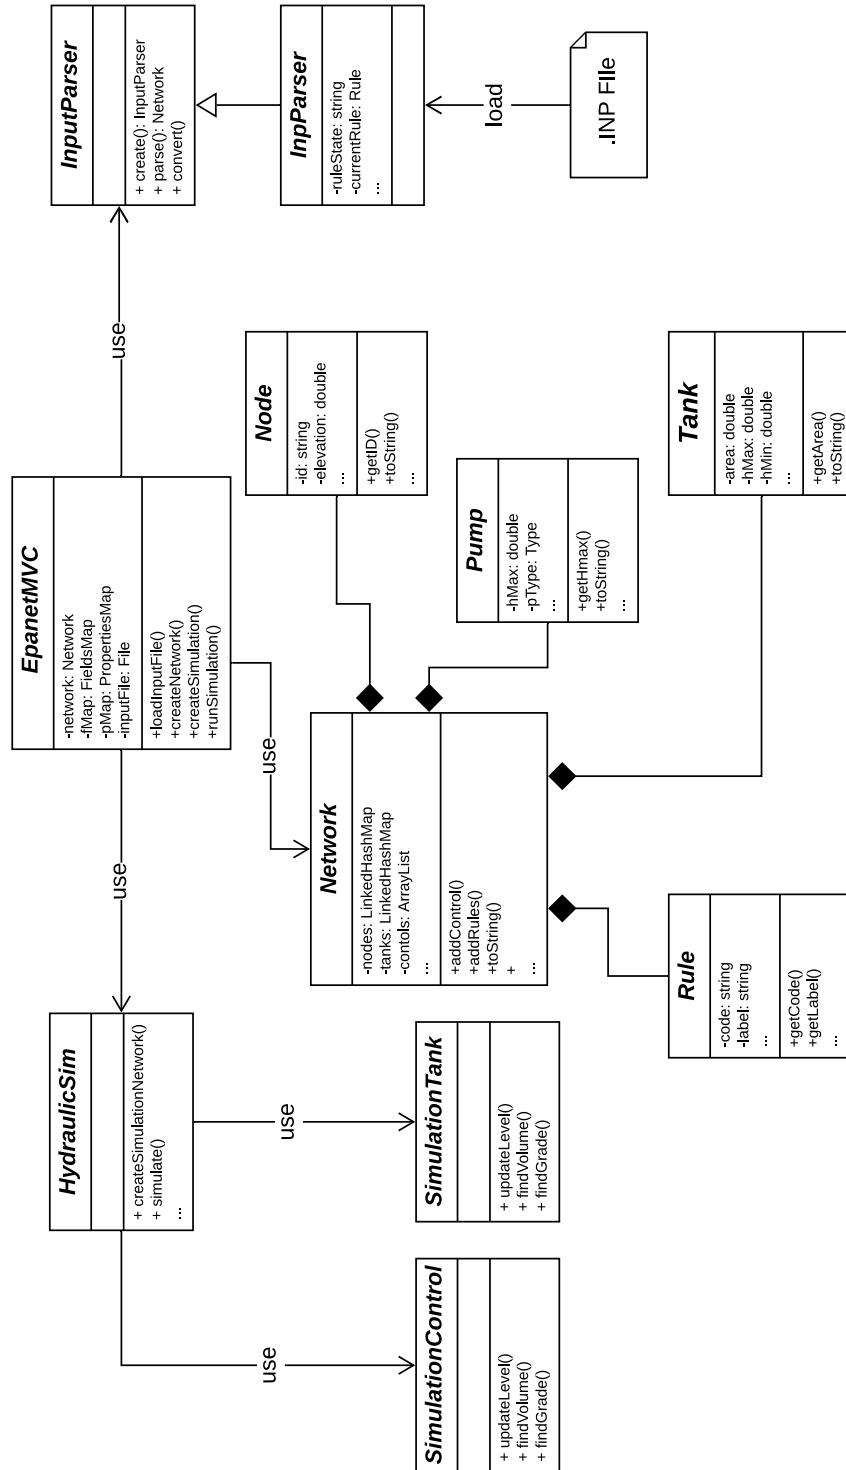 HydraulicSim
+ createSimulationNetwork()
+ simulate()
...
use
EpanetMVC
-network: Network
-fMap: FieldsMap
-pMap: PropertiesMap
-inputFile: File
+loadInputFile()
+createNetwork()
+createSimulation()
+runSimulation()
use
InputParser
+ create(): InputParser
+ parse(): Network
+ convert()
use
use
use
InpParser
-ruleState: string
-currentRule: Rule
...
load
.INP FIle
Node
-id: string
-elevation: double
...
+getID()
+toString()
...
Network
-nodes: LinkedHashMap
-tanks: LinkedHashMap
-contols: ArrayList
...
+addControl()
+addRules()
+toString()
+
...
SimulationControl
+ updateLevel()
+ findVolume()
+ findGrade()
SimulationTank
+ updateLevel()
+ findVolume()
+ findGrade()
Pump
-hMax: double
-pType: Type
...
+getHmax()
+toString()
...
Rule
-code: string
-label: string
...
+getCode()
+getLabel()
...
Tank
-area: double
-hMax: double
-hMin: double
...
+getArea()
+toString()